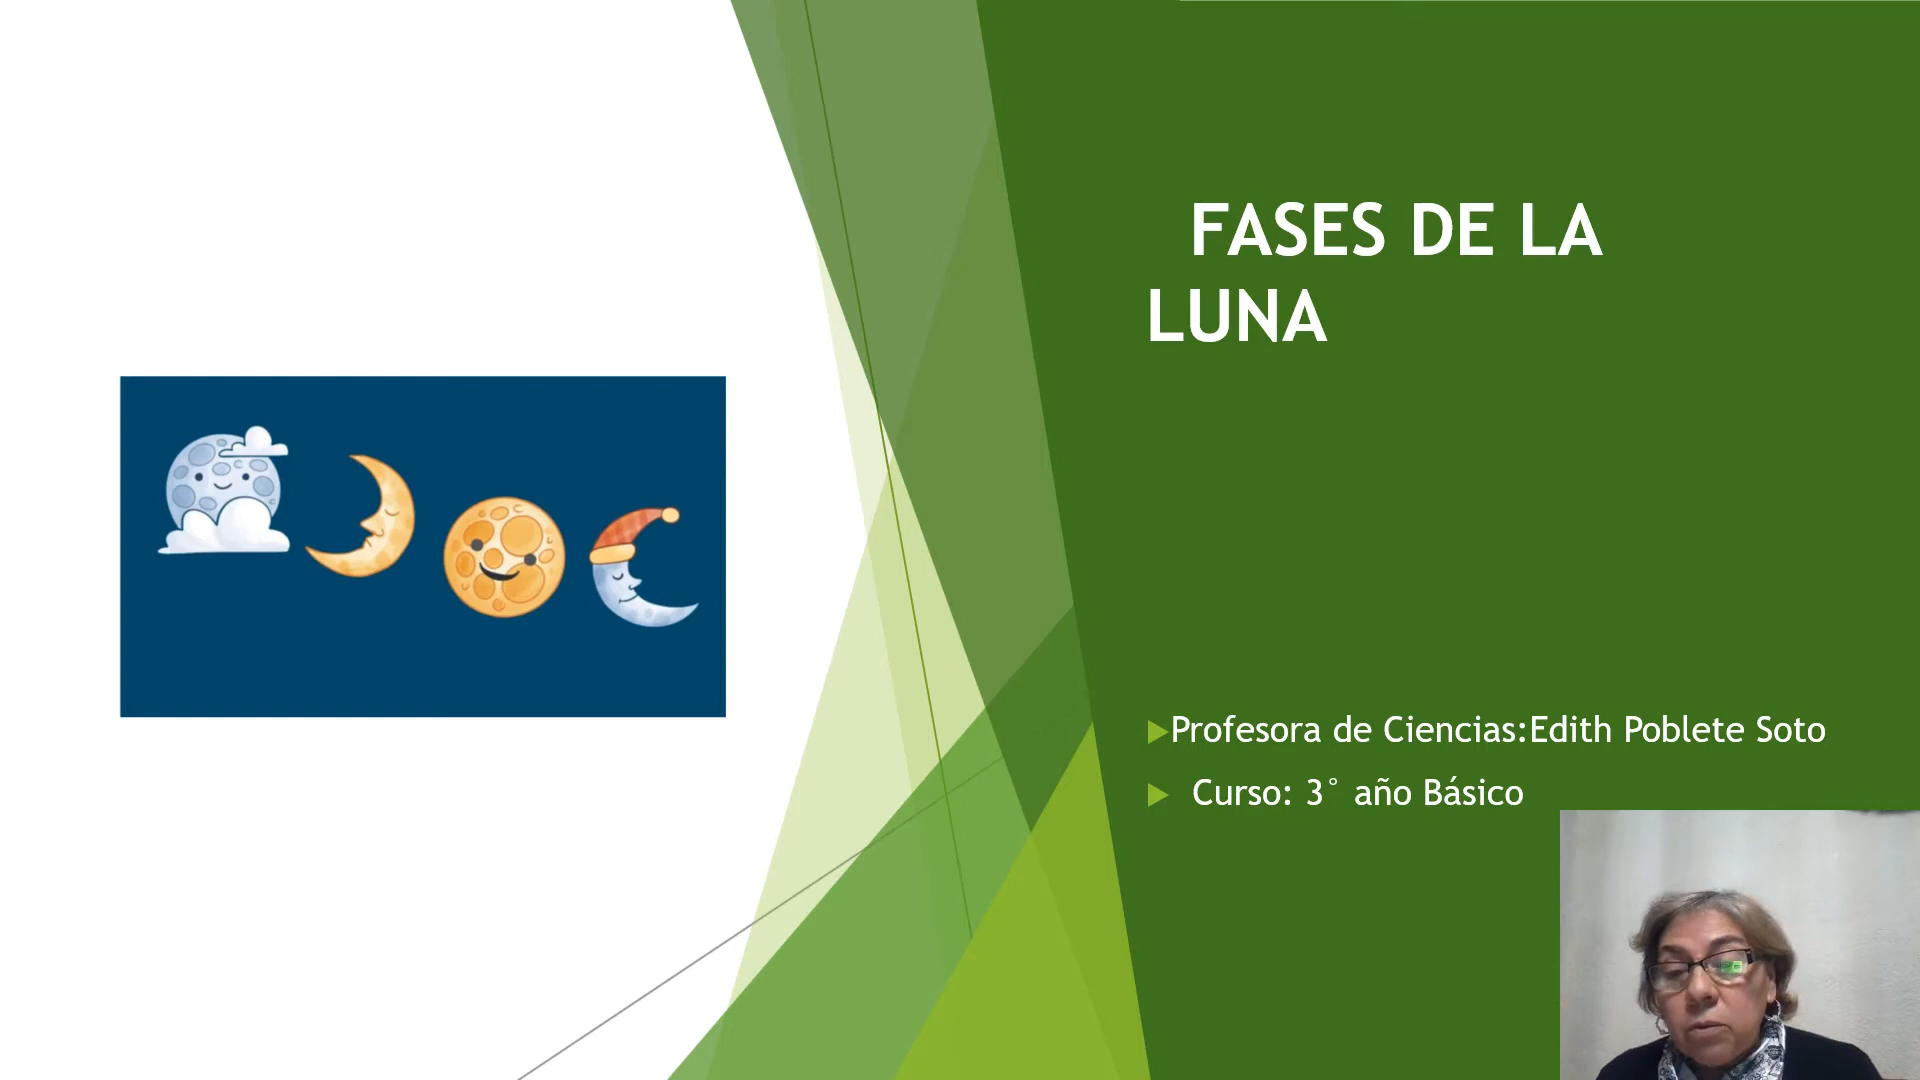 FASES DE LA
LUNA
Profesora de Ciencias:Edith Poblete Soto
Curso: 3° año Básico